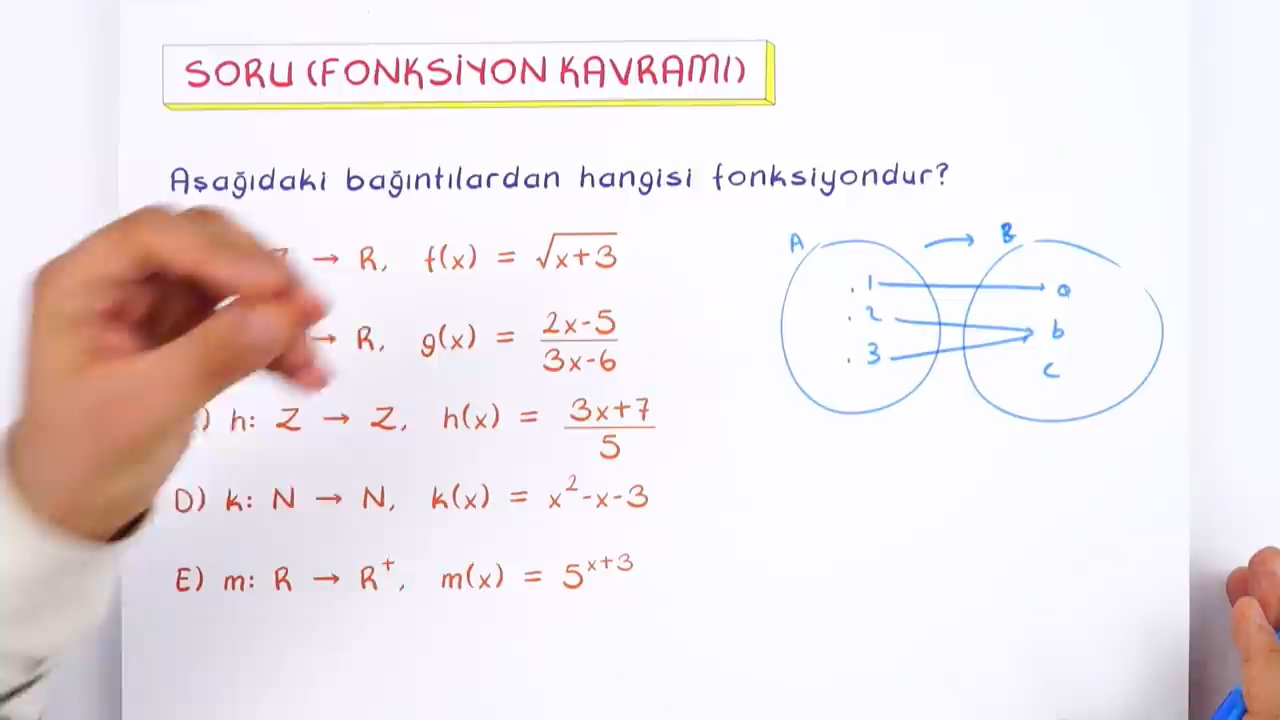 SORU (FONKSİYON KAVRAMI)
Aşağıdaki bağıntılardan hangisi fonksiyondur?
→ R, f(x) = √x+3
→ R, g(x) = 2x-5 / 3x-6
) h: Z → Z, h(x) = 3x+7 / 5
D) k: N → N, k(x) = x²-x-3
E) m: R → R⁺, m(x) = 5ˣ⁺³
A → B
. 1 a
. 2 b
. 3 c